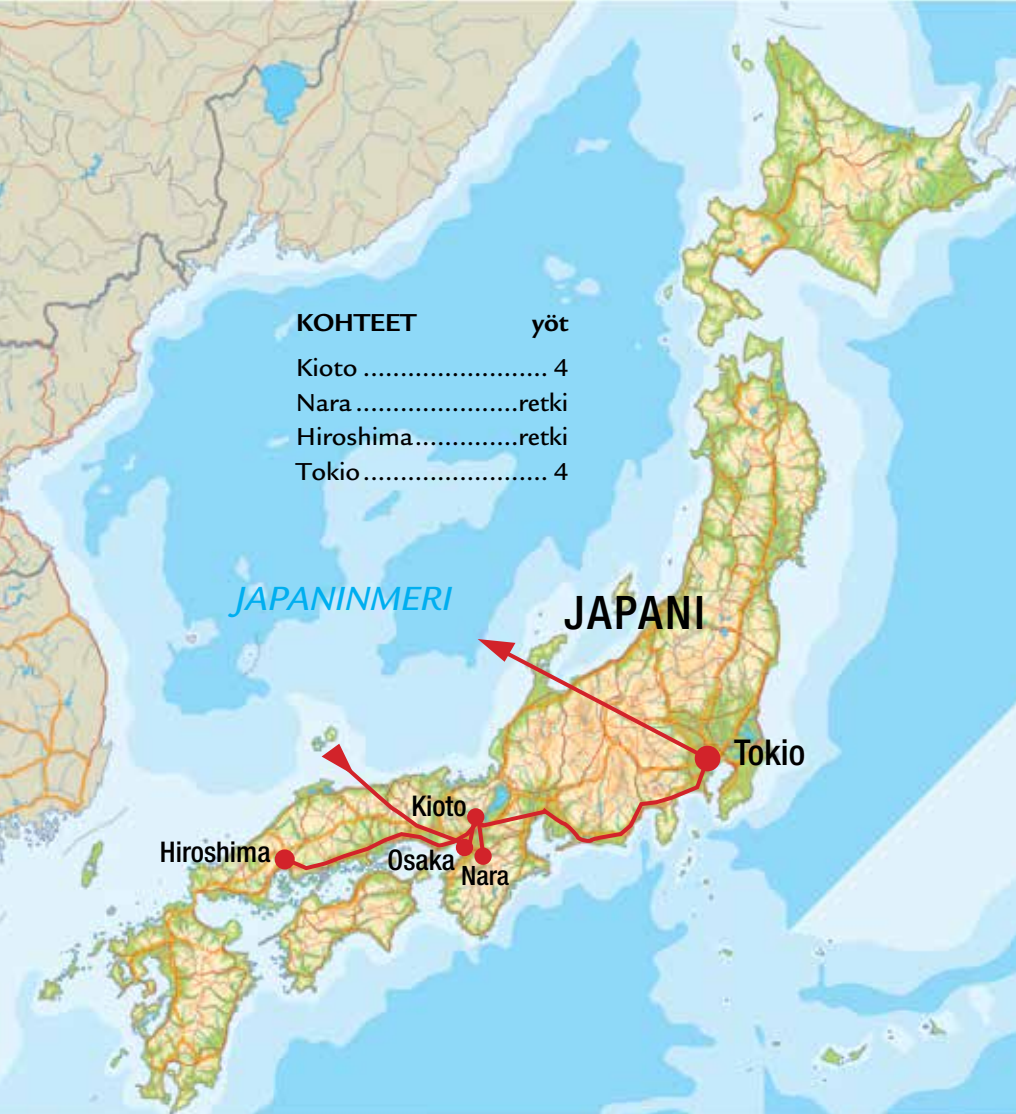 KOHTEET yöt
Kioto ......................... 4
Nara ......................retki
Hiroshima..............retki
Tokio......................... 4
JAPANINMERI
JAPANI
Tokio
Kioto
Hiroshima
Osaka
Nara